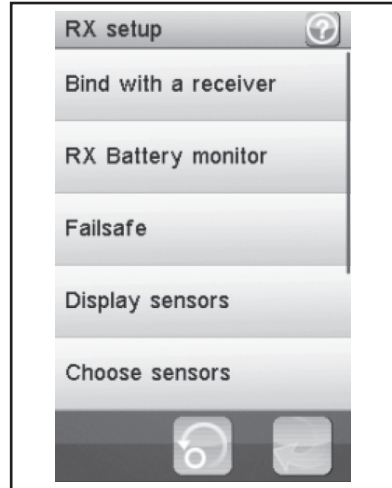 RX setup
Bind with a receiver
RX Battery monitor
Failsafe
Display sensors
Choose sensors